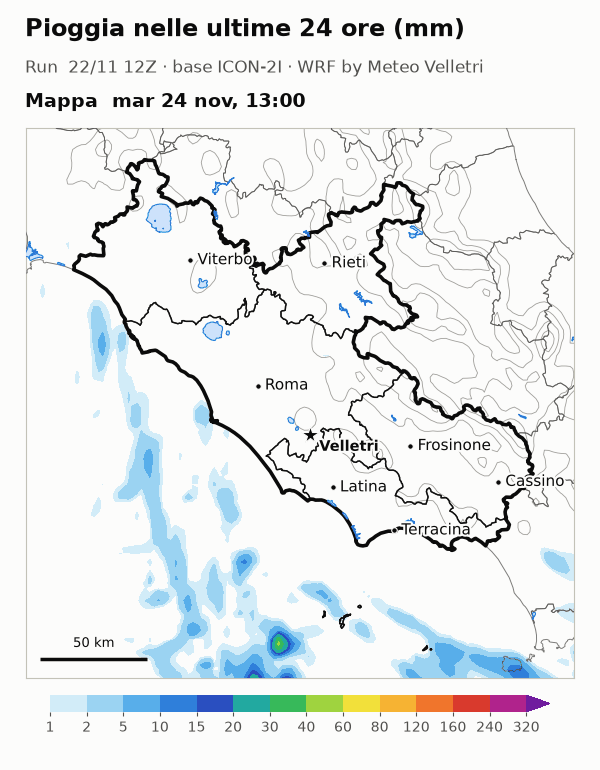 Pioggia nelle ultime 24 ore (mm)
Run  22/11 12Z · base ICON-2I · WRF by Meteo Velletri
Mappa  mar 24 nov, 13:00
Viterbo
Rieti
Roma
Velletri
Frosinone
Cassino
Latina
Terracina
50 km
1 2 5 10 15 20 30 40 60 80 120 160 240 320